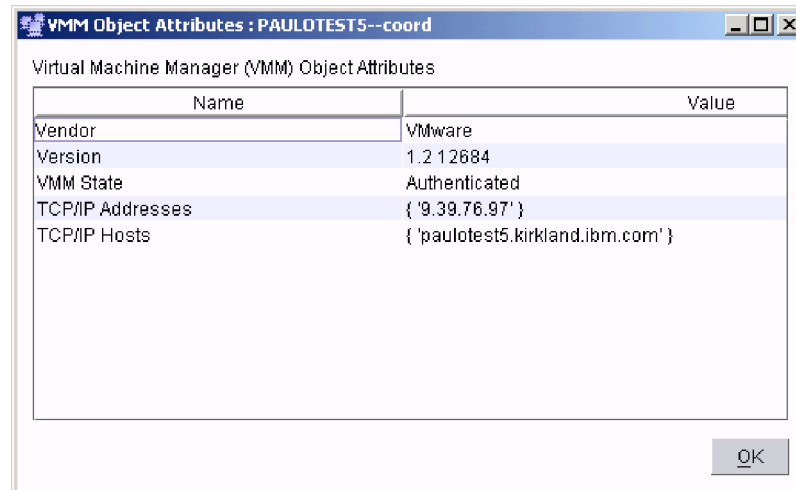 VMM Object Attributes : PAULOTEST5--coord
Virtual Machine Manager (VMM) Object Attributes
Name Value
Vendor VMware
Version 1.2 12684
VMM State Authenticated
TCP/IP Addresses { '9.39.76.97' }
TCP/IP Hosts { 'paulotest5.kirkland.ibm.com' }
OK